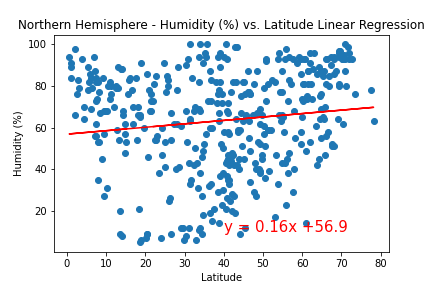 Northern Hemisphere - Humidity (%) vs. Latitude Linear Regression
100
80
60
40
20
Humidity (%)
y = 0.16x +56.9
0 10 20 30 40 50 60 70 80
Latitude